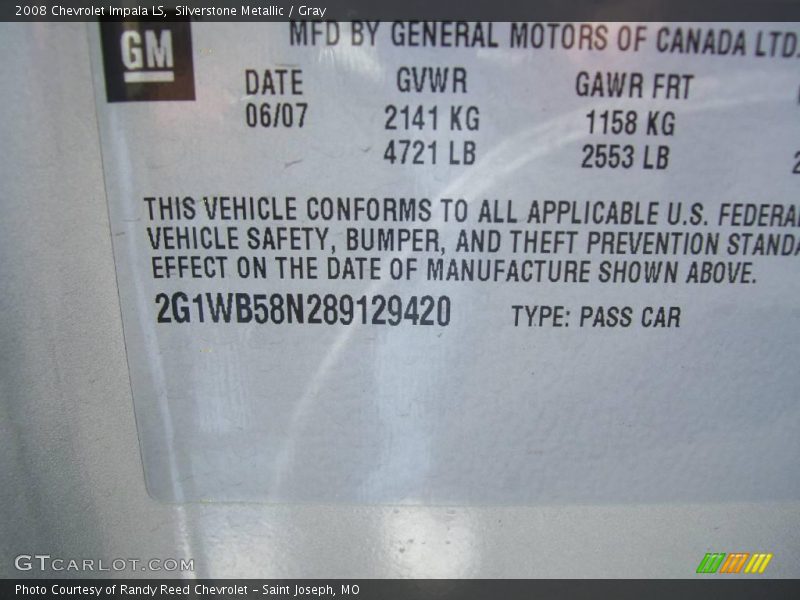 2008 Chevrolet Impala LS, Silverstone Metallic / Gray
GM
MFD BY GENERAL MOTORS OF CANADA LTD.
DATE GVWR GAWR FRT
06/07 2141 KG 1158 KG
4721 LB 2553 LB
THIS VEHICLE CONFORMS TO ALL APPLICABLE U.S. FEDERAL
VEHICLE SAFETY, BUMPER, AND THEFT PREVENTION STANDA
EFFECT ON THE DATE OF MANUFACTURE SHOWN ABOVE.
2G1WB58N289129420 TYPE: PASS CAR
GTCARLOT.COM
Photo Courtesy of Randy Reed Chevrolet - Saint Joseph, MO